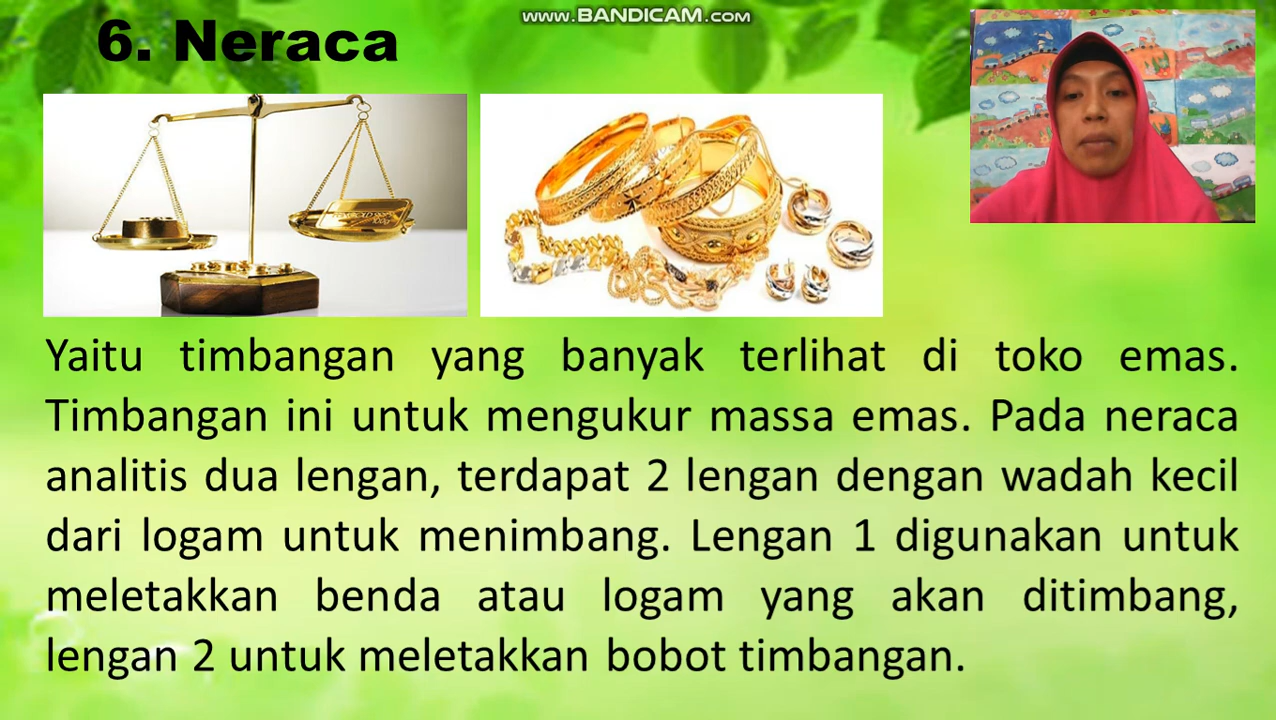 www.BANDICAM.com
6. Neraca
Yaitu timbangan yang banyak terlihat di toko emas.
Timbangan ini untuk mengukur massa emas. Pada neraca
analitis dua lengan, terdapat 2 lengan dengan wadah kecil
dari logam untuk menimbang. Lengan 1 digunakan untuk
meletakkan benda atau logam yang akan ditimbang,
lengan 2 untuk meletakkan bobot timbangan.